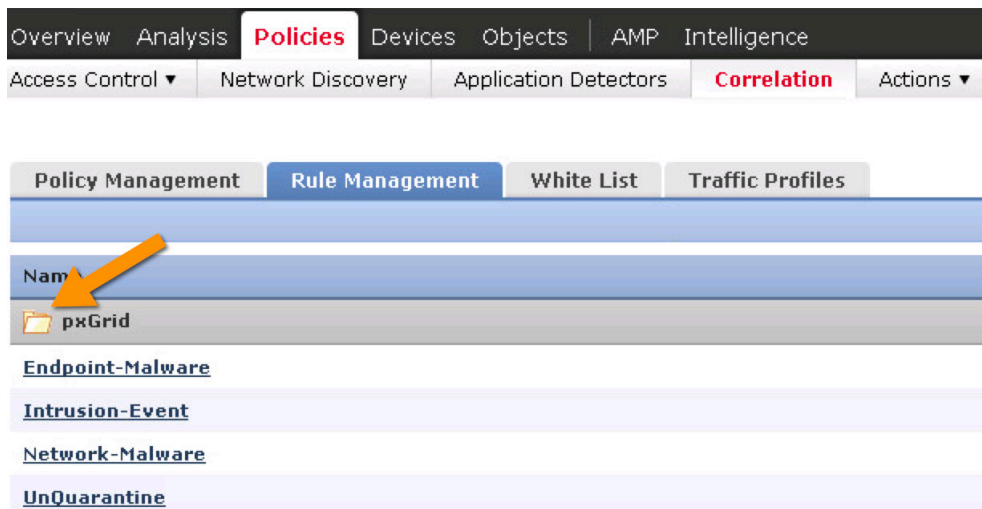 Overview Analysis Policies Devices Objects AMP Intelligence
Access Control ▾ Network Discovery Application Detectors Correlation Actions ▾
Policy Management Rule Management White List Traffic Profiles
Name
pxGrid
Endpoint-Malware
Intrusion-Event
Network-Malware
UnQuarantine